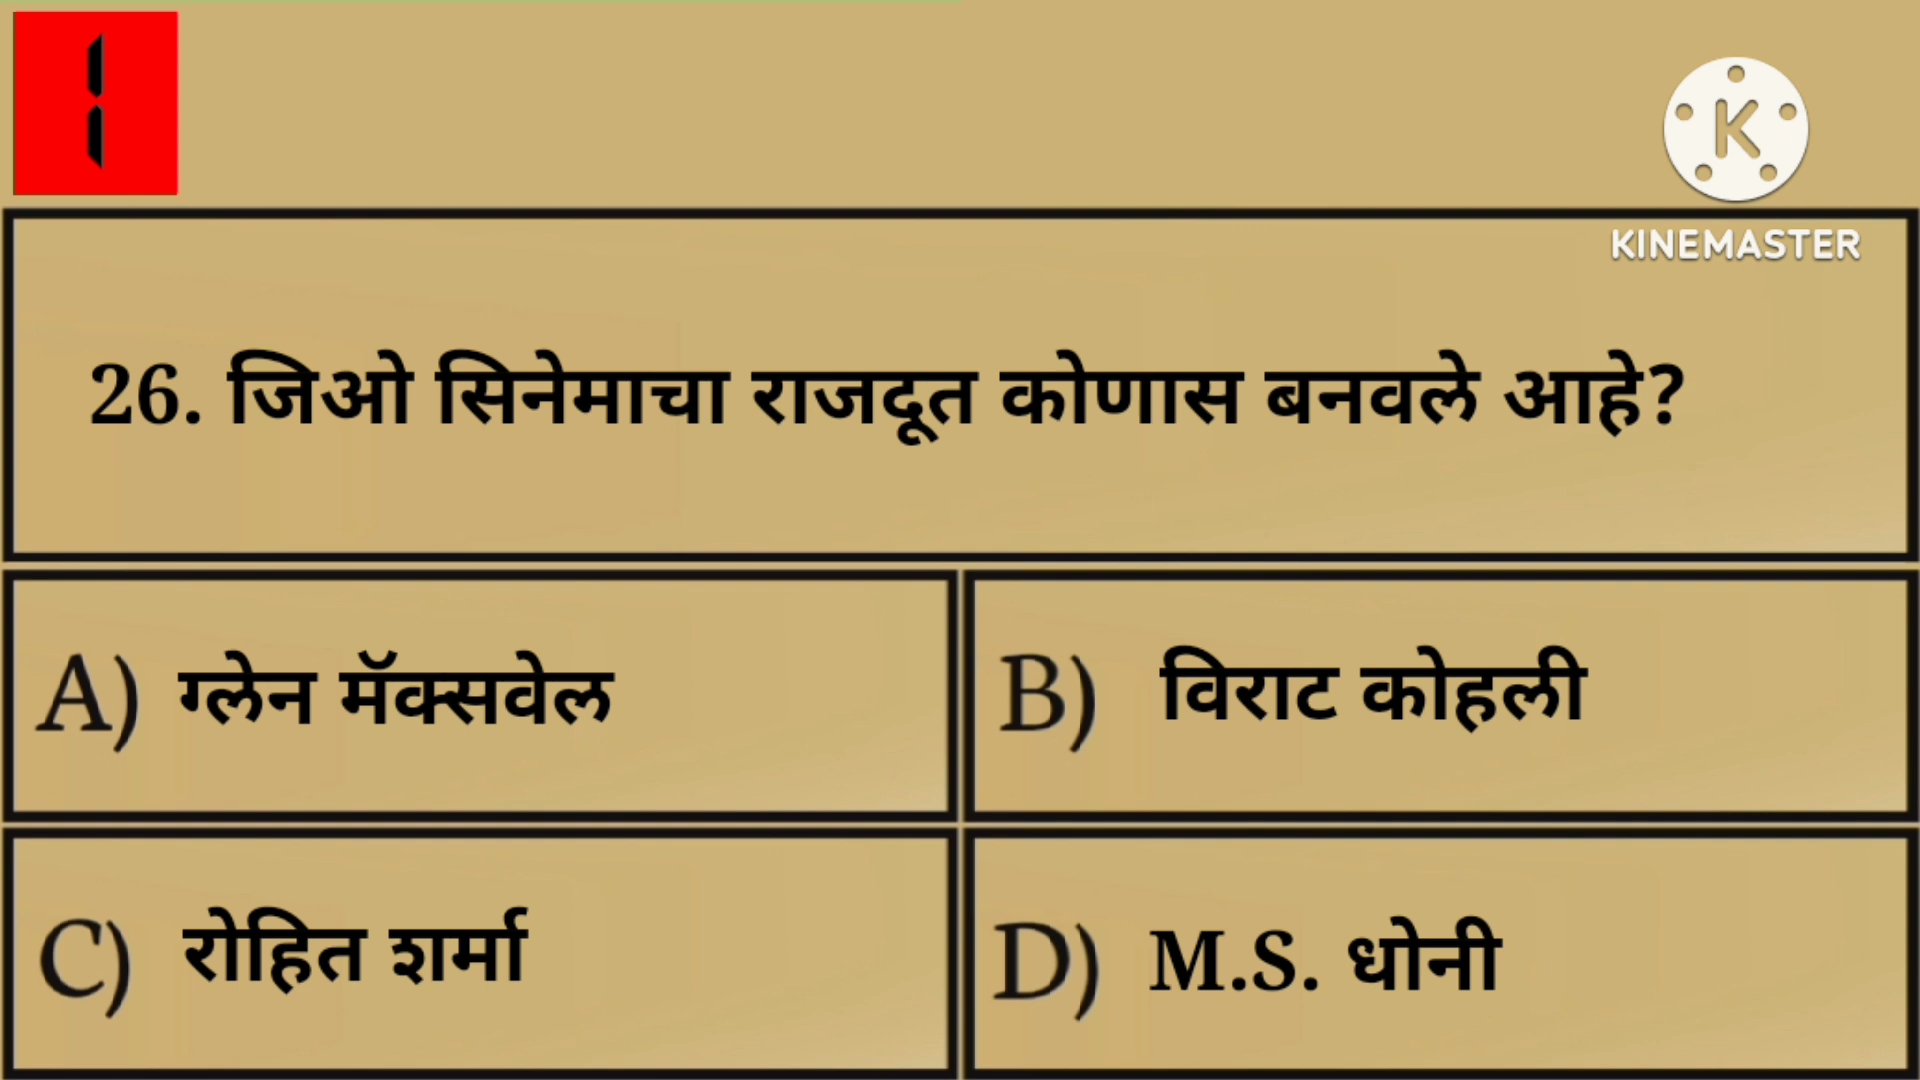 1
K
KINEMASTER
26. जिओ सिनेमाचा राजदूत कोणास बनवले आहे?
A) ग्लेन मॅक्सवेल
B) विराट कोहली
C) रोहित शर्मा
D) M.S. धोनी